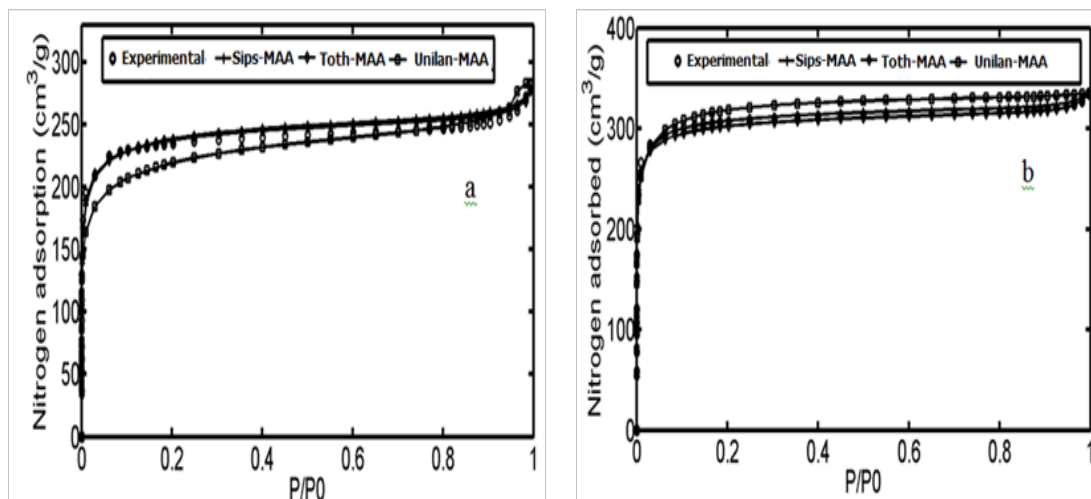 Experimental Sips-MAA Toth-MAA Unilan-MAA
Nitrogen adsorption (cm³/g)
300
250
200
150
100
50
0
a
0 0.2 0.4 0.6 0.8 1
P/P0
Experimental Sips-MAA Toth-MAA Unilan-MAA
Nitrogen adsorbed (cm³/g)
400
300
200
100
0
b
0 0.2 0.4 0.6 0.8 1
P/P0